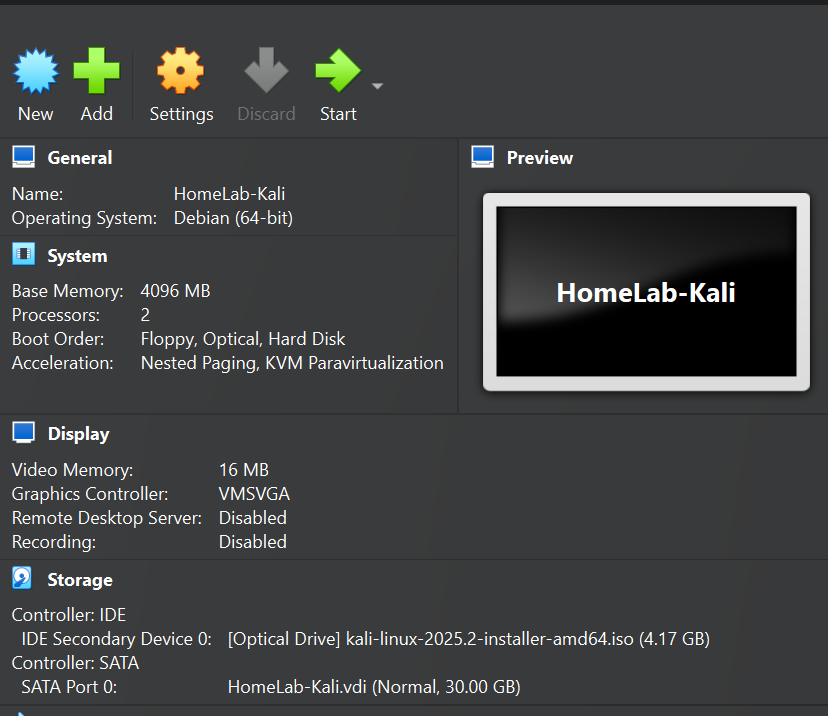 New Add Settings Discard Start
General
Name: HomeLab-Kali
Operating System: Debian (64-bit)
System
Base Memory: 4096 MB
Processors: 2
Boot Order: Floppy, Optical, Hard Disk
Acceleration: Nested Paging, KVM Paravirtualization
Preview
HomeLab-Kali
Display
Video Memory: 16 MB
Graphics Controller: VMSVGA
Remote Desktop Server: Disabled
Recording: Disabled
Storage
Controller: IDE
IDE Secondary Device 0: [Optical Drive] kali-linux-2025.2-installer-amd64.iso (4.17 GB)
Controller: SATA
SATA Port 0: HomeLab-Kali.vdi (Normal, 30.00 GB)